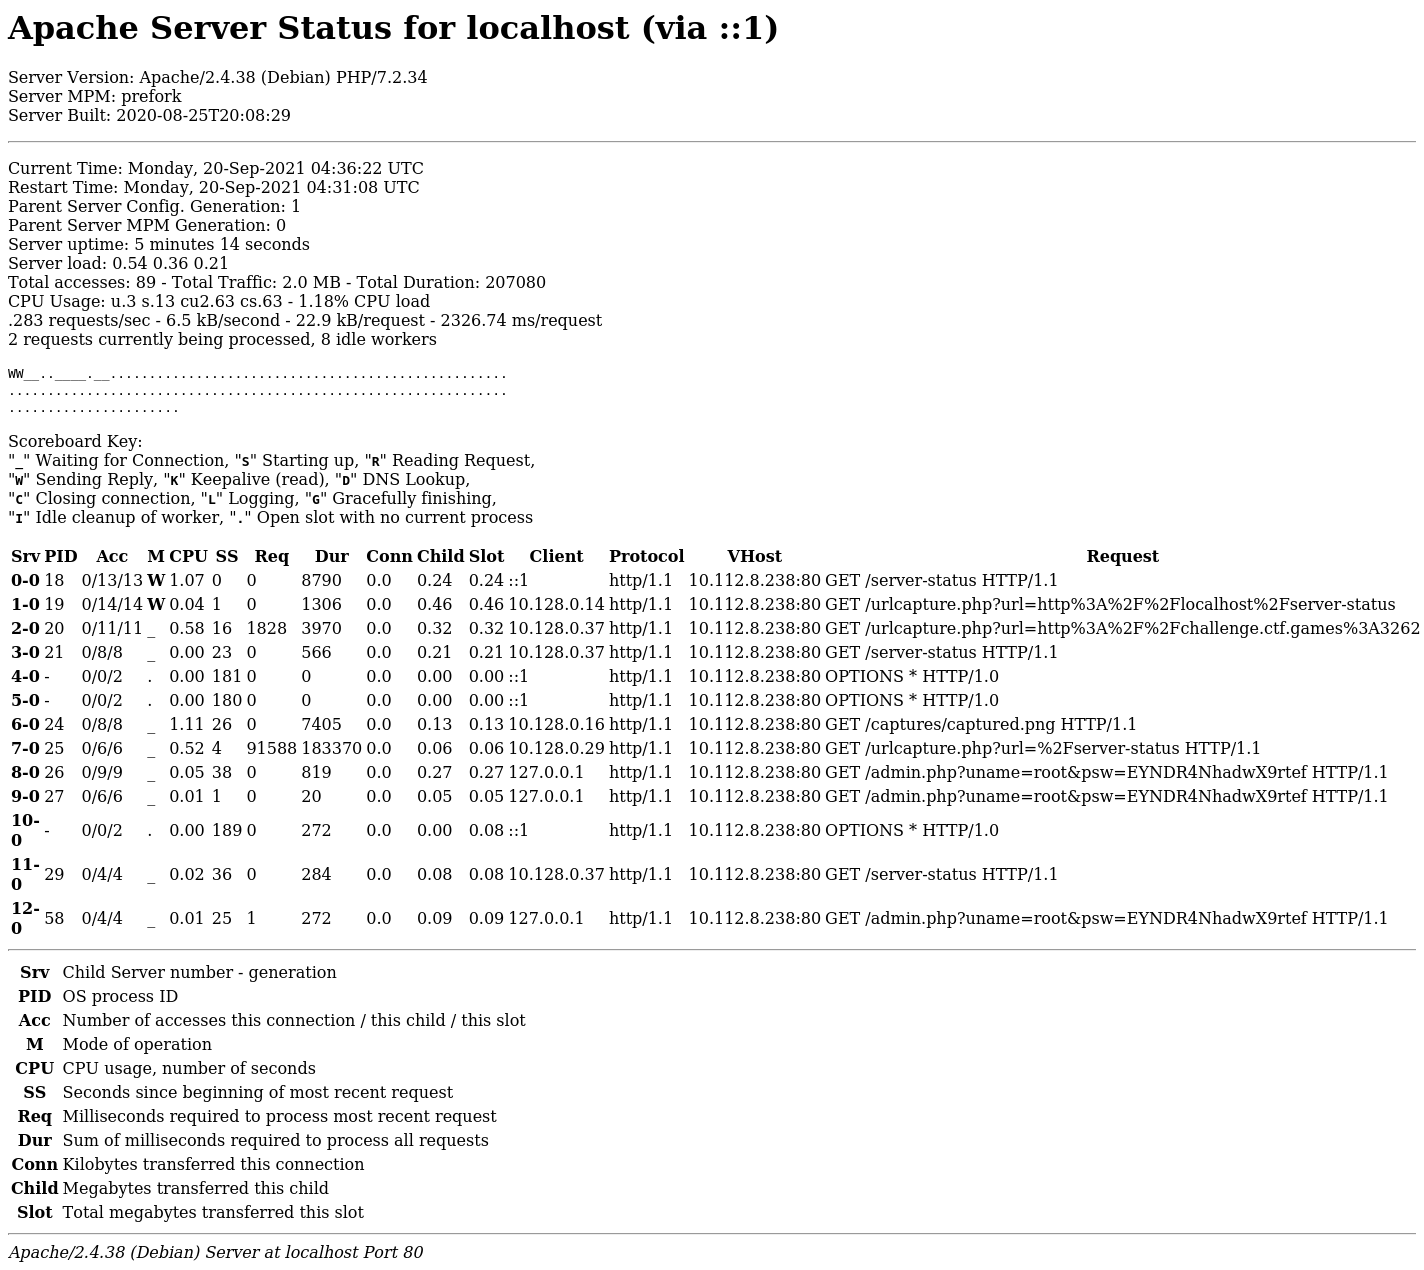 Apache Server Status for localhost (via ::1)
Server Version: Apache/2.4.38 (Debian) PHP/7.2.34
Server MPM: prefork
Server Built: 2020-08-25T20:08:29
Current Time: Monday, 20-Sep-2021 04:36:22 UTC
Restart Time: Monday, 20-Sep-2021 04:31:08 UTC
Parent Server Config. Generation: 1
Parent Server MPM Generation: 0
Server uptime: 5 minutes 14 seconds
Server load: 0.54 0.36 0.21
Total accesses: 89 - Total Traffic: 2.0 MB - Total Duration: 207080
CPU Usage: u.3 s.13 cu2.63 cs.63 - 1.18% CPU load
.283 requests/sec - 6.5 kB/second - 22.9 kB/request - 2326.74 ms/request
2 requests currently being processed, 8 idle workers
WW__..____.__...................................................
................................................................
......................
Scoreboard Key:
"_" Waiting for Connection, "S" Starting up, "R" Reading Request,
"W" Sending Reply, "K" Keepalive (read), "D" DNS Lookup,
"C" Closing connection, "L" Logging, "G" Gracefully finishing,
"I" Idle cleanup of worker, "." Open slot with no current process
Srv PID Acc M CPU SS Req Dur Conn Child Slot Client Protocol VHost Request
0-0 18 0/13/13 W 1.07 0 0 8790 0.0 0.24 0.24 ::1 http/1.1 10.112.8.238:80 GET /server-status HTTP/1.1
1-0 19 0/14/14 W 0.04 1 0 1306 0.0 0.46 0.46 10.128.0.14 http/1.1 10.112.8.238:80 GET /urlcapture.php?url=http%3A%2F%2Flocalhost%2Fserver-status
2-0 20 0/11/11 _ 0.58 16 1828 3970 0.0 0.32 0.32 10.128.0.37 http/1.1 10.112.8.238:80 GET /urlcapture.php?url=http%3A%2F%2Fchallenge.ctf.games%3A3262
3-0 21 0/8/8 _ 0.00 23 0 566 0.0 0.21 0.21 10.128.0.37 http/1.1 10.112.8.238:80 GET /server-status HTTP/1.1
4-0 - 0/0/2 . 0.00 181 0 0 0.0 0.00 0.00 ::1 http/1.1 10.112.8.238:80 OPTIONS * HTTP/1.0
5-0 - 0/0/2 . 0.00 180 0 0 0.0 0.00 0.00 ::1 http/1.1 10.112.8.238:80 OPTIONS * HTTP/1.0
6-0 24 0/8/8 _ 1.11 26 0 7405 0.0 0.13 0.13 10.128.0.16 http/1.1 10.112.8.238:80 GET /captures/captured.png HTTP/1.1
7-0 25 0/6/6 _ 0.52 4 91588 183370 0.0 0.06 0.06 10.128.0.29 http/1.1 10.112.8.238:80 GET /urlcapture.php?url=%2Fserver-status HTTP/1.1
8-0 26 0/9/9 _ 0.05 38 0 819 0.0 0.27 0.27 127.0.0.1 http/1.1 10.112.8.238:80 GET /admin.php?uname=root&psw=EYNDR4NhadwX9rtef HTTP/1.1
9-0 27 0/6/6 _ 0.01 1 0 20 0.0 0.05 0.05 127.0.0.1 http/1.1 10.112.8.238:80 GET /admin.php?uname=root&psw=EYNDR4NhadwX9rtef HTTP/1.1
10-0 - 0/0/2 . 0.00 189 0 272 0.0 0.00 0.08 ::1 http/1.1 10.112.8.238:80 OPTIONS * HTTP/1.0
11-0 29 0/4/4 _ 0.02 36 0 284 0.0 0.08 0.08 10.128.0.37 http/1.1 10.112.8.238:80 GET /server-status HTTP/1.1
12-0 58 0/4/4 _ 0.01 25 1 272 0.0 0.09 0.09 127.0.0.1 http/1.1 10.112.8.238:80 GET /admin.php?uname=root&psw=EYNDR4NhadwX9rtef HTTP/1.1
Srv Child Server number - generation
PID OS process ID
Acc Number of accesses this connection / this child / this slot
M Mode of operation
CPU CPU usage, number of seconds
SS Seconds since beginning of most recent request
Req Milliseconds required to process most recent request
Dur Sum of milliseconds required to process all requests
Conn Kilobytes transferred this connection
Child Megabytes transferred this child
Slot Total megabytes transferred this slot
Apache/2.4.38 (Debian) Server at localhost Port 80